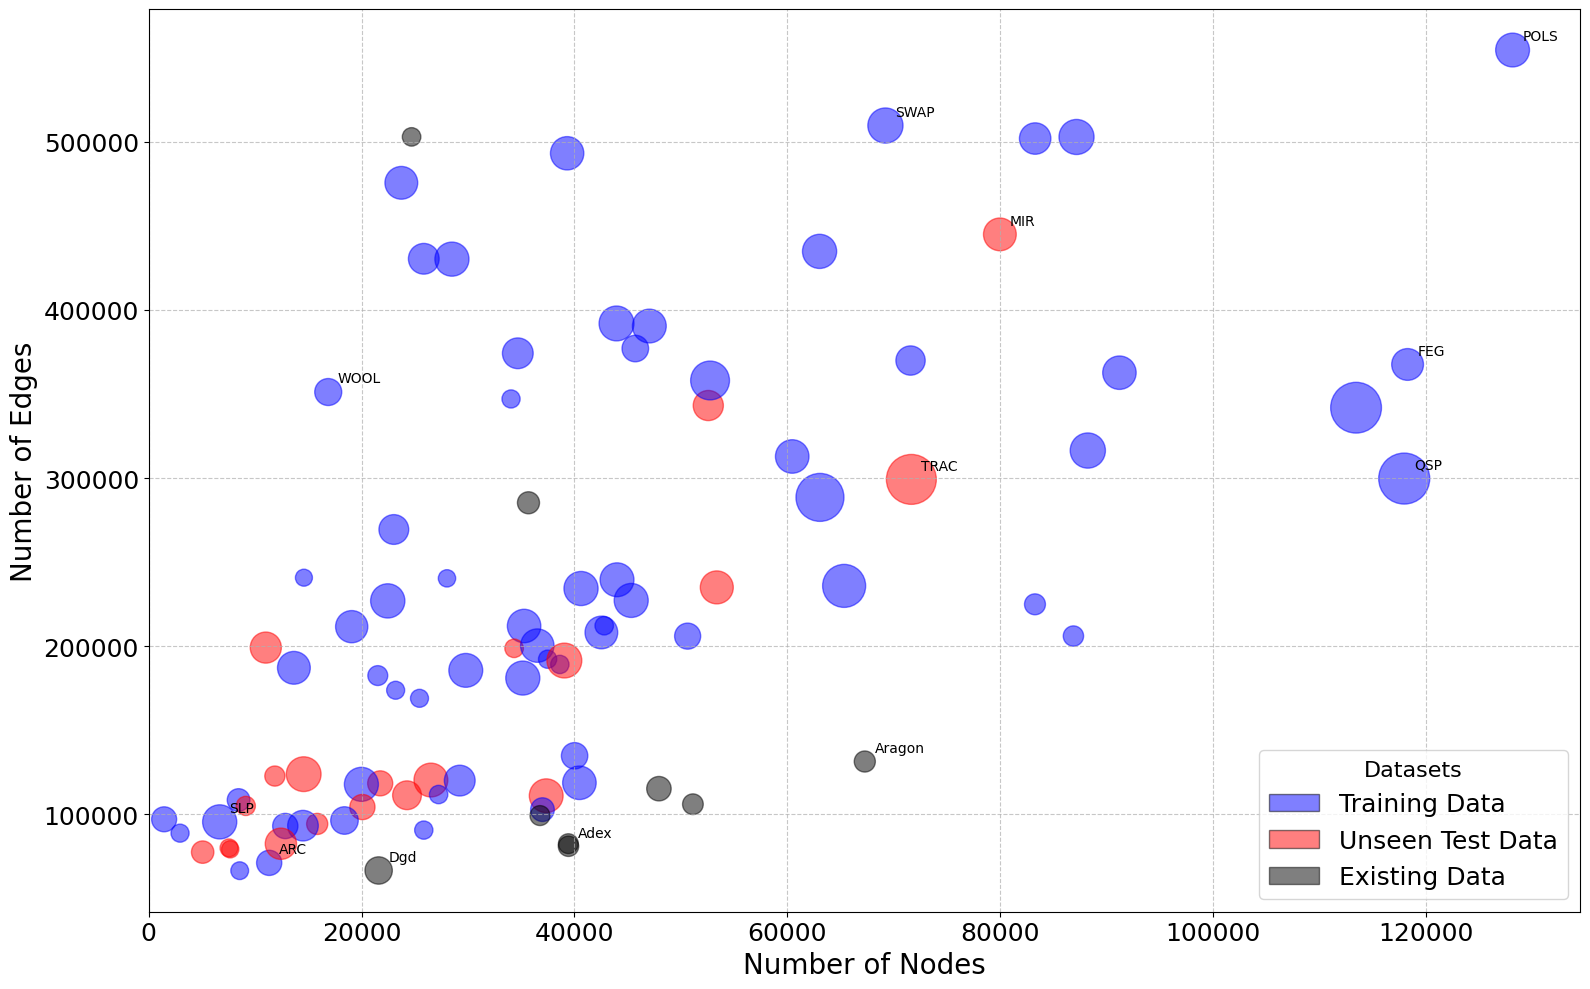 POLS
SWAP
MIR
FEG
WOOL
QSP
TRAC
Aragon
SLP
Adex
ARC
Dgd
Number of Edges
500000
400000
300000
200000
100000
0
20000
40000
60000
80000
100000
120000
Number of Nodes
Datasets
Training Data
Unseen Test Data
Existing Data